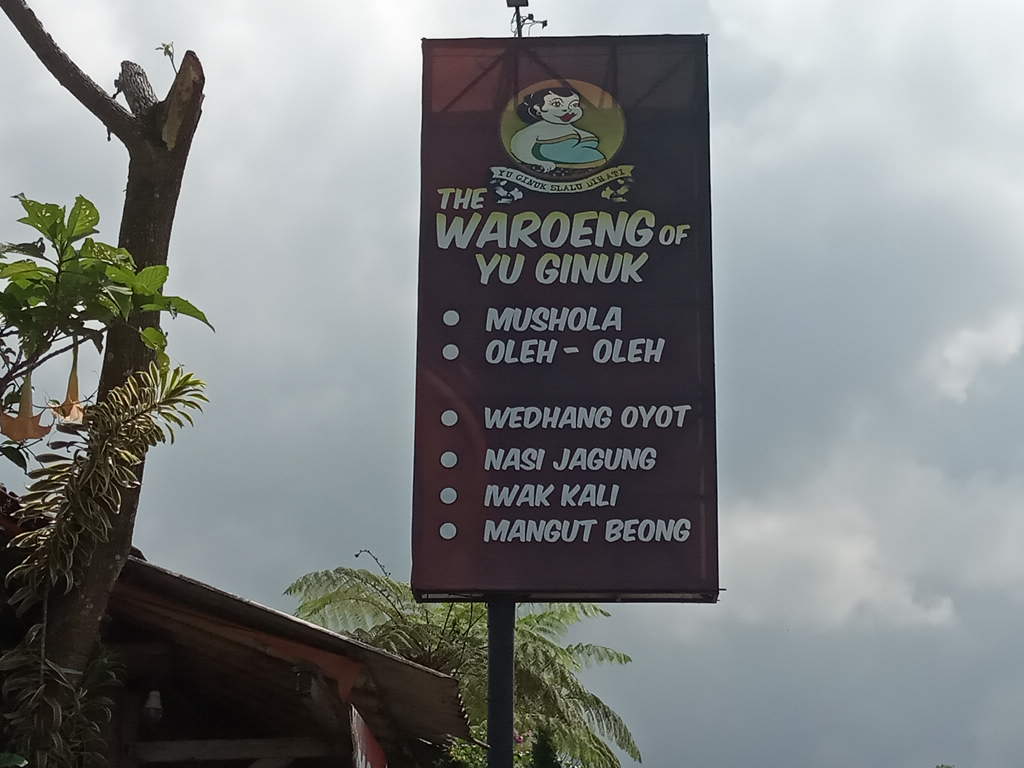 YU GINUK SLALU DIHATI
THE
WAROENG OF
YU GINUK
MUSHOLA
OLEH - OLEH
WEDHANG OYOT
NASI JAGUNG
IWAK KALI
MANGUT BEONG